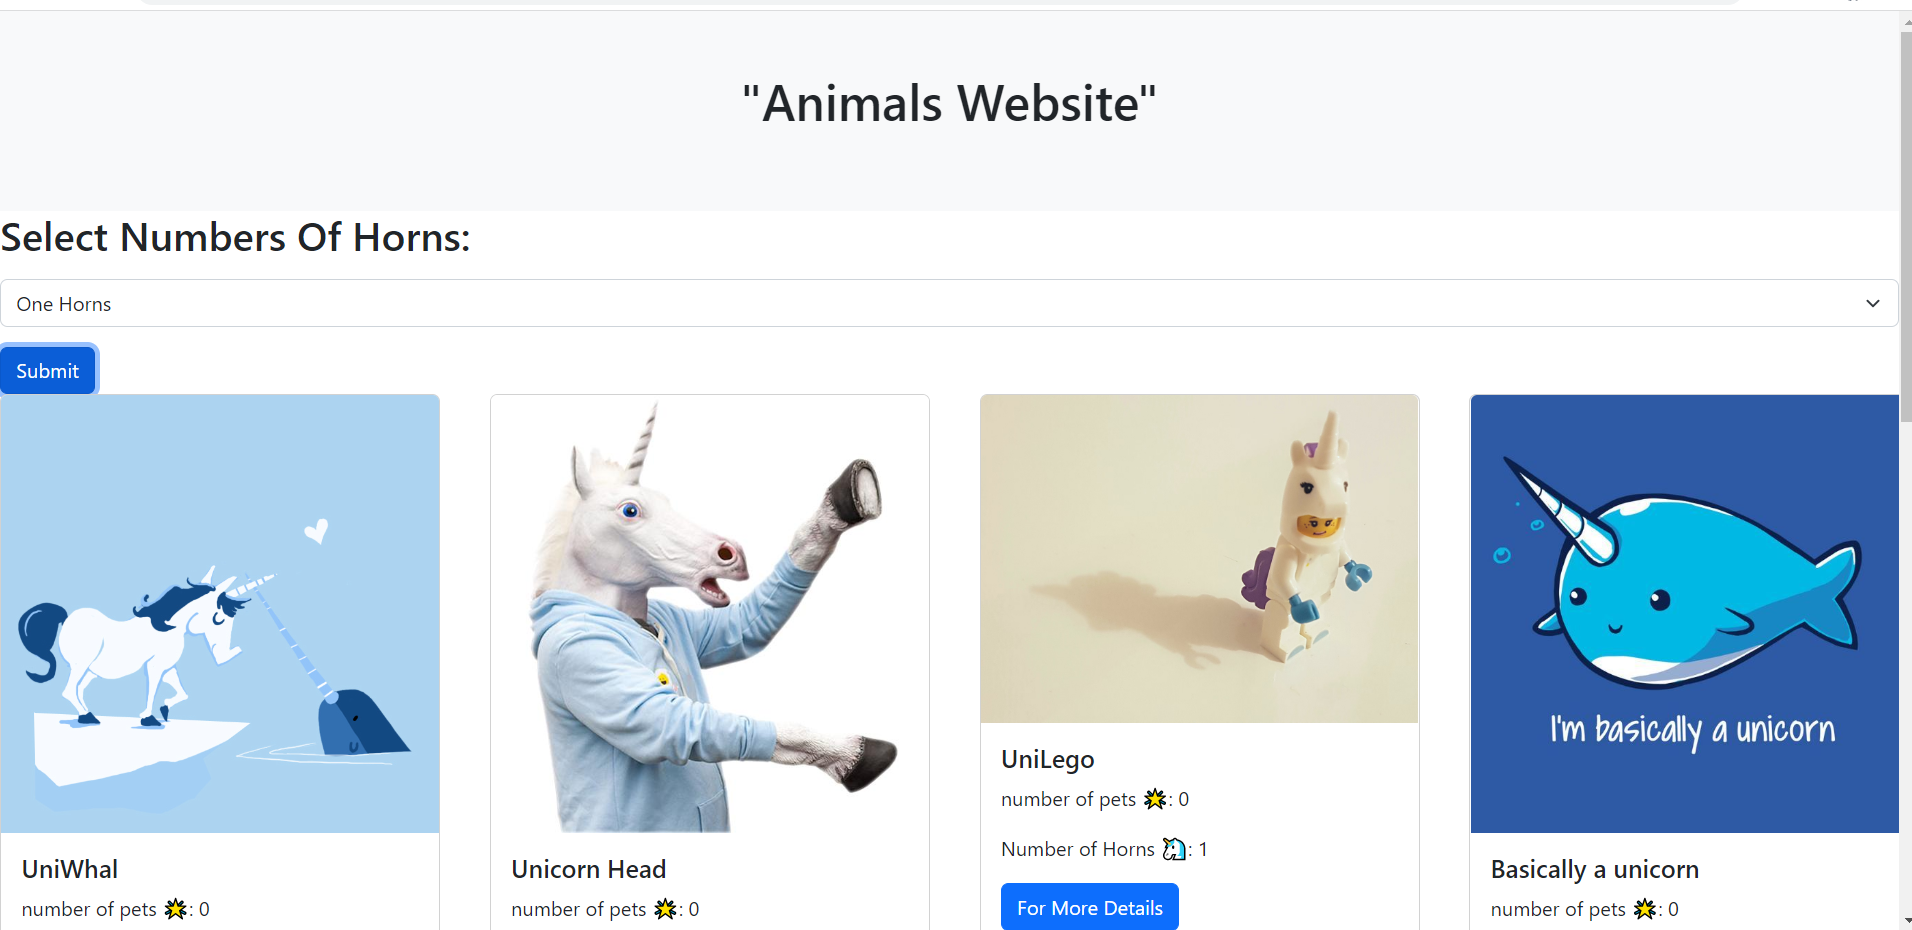 "Animals Website"
Select Numbers Of Horns:
One Horns
Submit
I'm basically a unicorn
UniWhal
number of pets 🌟: 0
Unicorn Head
number of pets 🌟: 0
UniLego
number of pets 🌟: 0
Number of Horns 🦄: 1
For More Details
Basically a unicorn
number of pets 🌟: 0